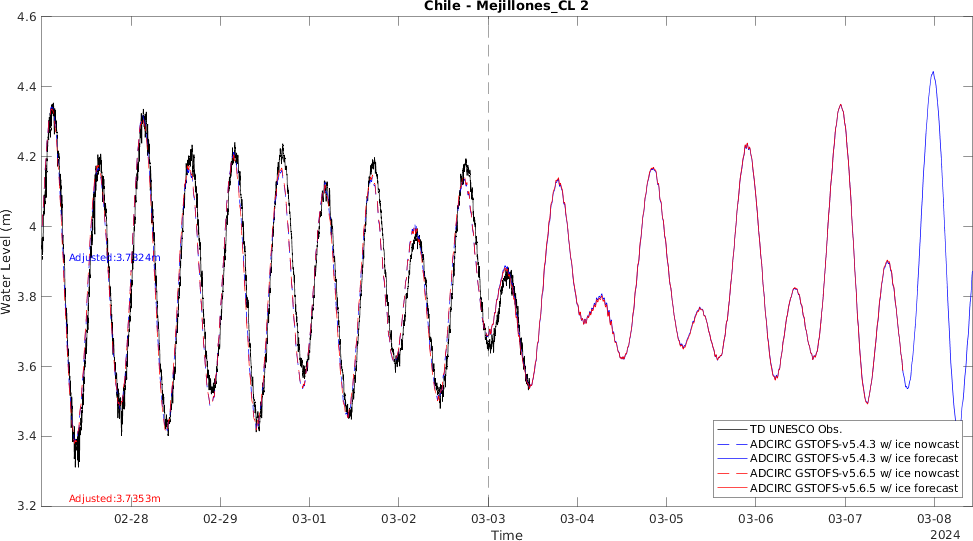 Chile - Mejillones_CL 2
4.6
4.4
4.2
4
3.8
3.6
3.4
3.2
Water Level (m)
Adjusted:3.7324m
Adjusted:3.7353m
TD UNESCO Obs.
ADCIRC GSTOFS-v5.4.3 w/ ice nowcast
ADCIRC GSTOFS-v5.4.3 w/ ice forecast
ADCIRC GSTOFS-v5.6.5 w/ ice nowcast
ADCIRC GSTOFS-v5.6.5 w/ ice forecast
02-28 02-29 03-01 03-02 03-03 03-04 03-05 03-06 03-07 03-08
Time
2024